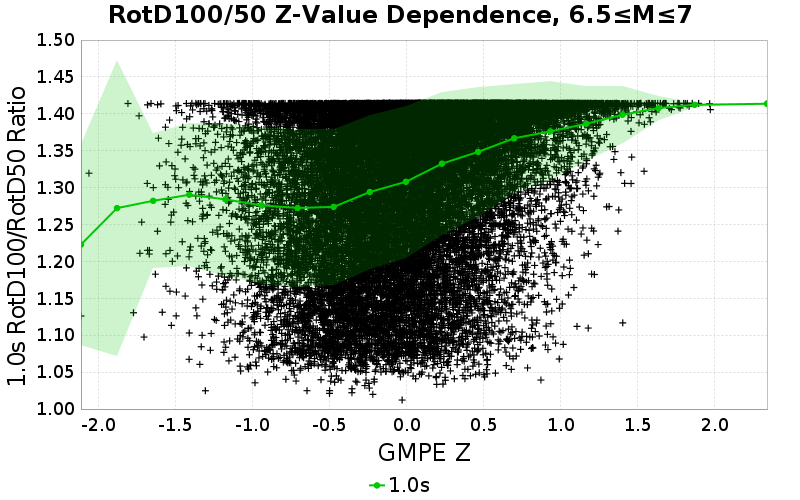 RotD100/50 Z-Value Dependence, 6.5≤M≤7
1.0s RotD100/RotD50 Ratio
1.50
1.45
1.40
1.35
1.30
1.25
1.20
1.15
1.10
1.05
1.00
-2.0 -1.5 -1.0 -0.5 0.0 0.5 1.0 1.5 2.0
GMPE Z
1.0s